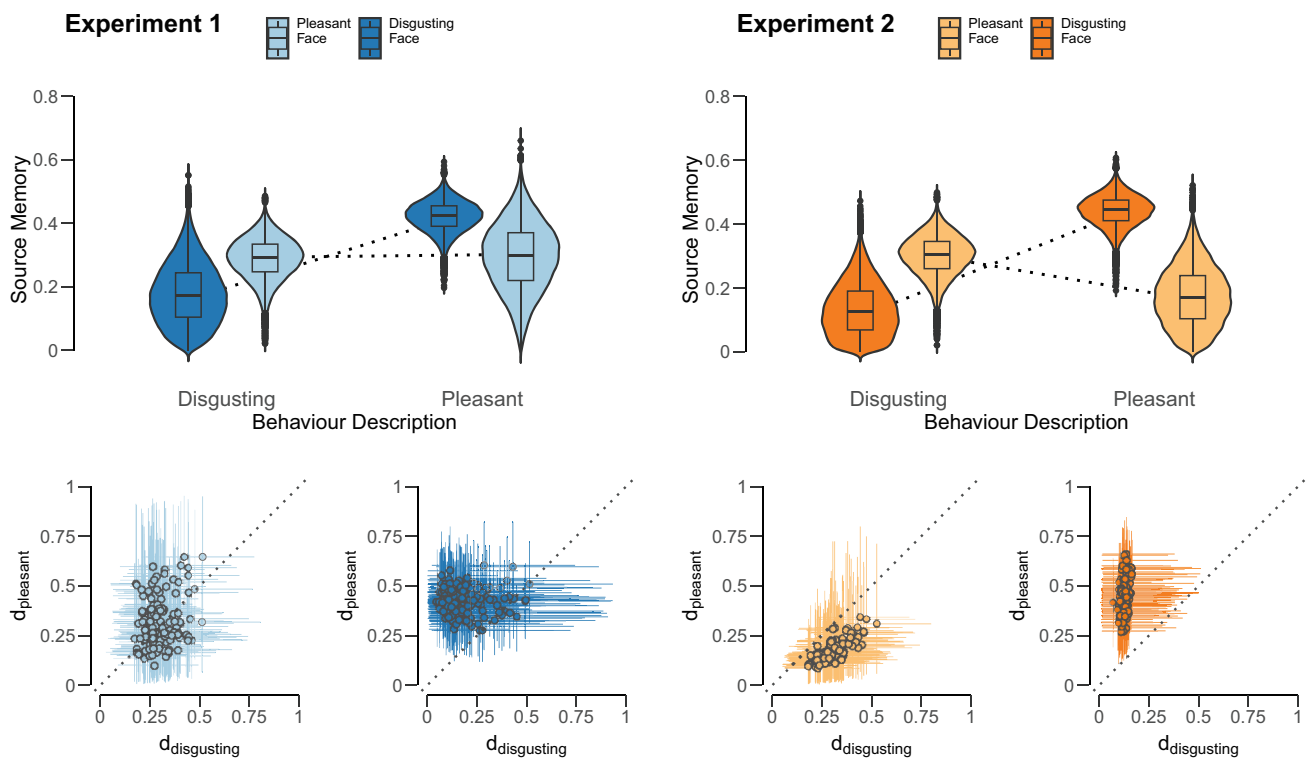 Experiment 1
Pleasant
Face
Disgusting
Face
Source Memory
0.8
0.6
0.4
0.2
0
Disgusting
Pleasant
Behaviour Description
Experiment 2
Pleasant
Face
Disgusting
Face
Source Memory
0.8
0.6
0.4
0.2
0
Disgusting
Pleasant
Behaviour Description
dpleasant
1
0.75
0.5
0.25
0
0 0.25 0.5 0.75 1
ddisgusting
dpleasant
1
0.75
0.5
0.25
0
0 0.25 0.5 0.75 1
ddisgusting
dpleasant
1
0.75
0.5
0.25
0
0 0.25 0.5 0.75 1
ddisgusting
dpleasant
1
0.75
0.5
0.25
0
0 0.25 0.5 0.75 1
ddisgusting